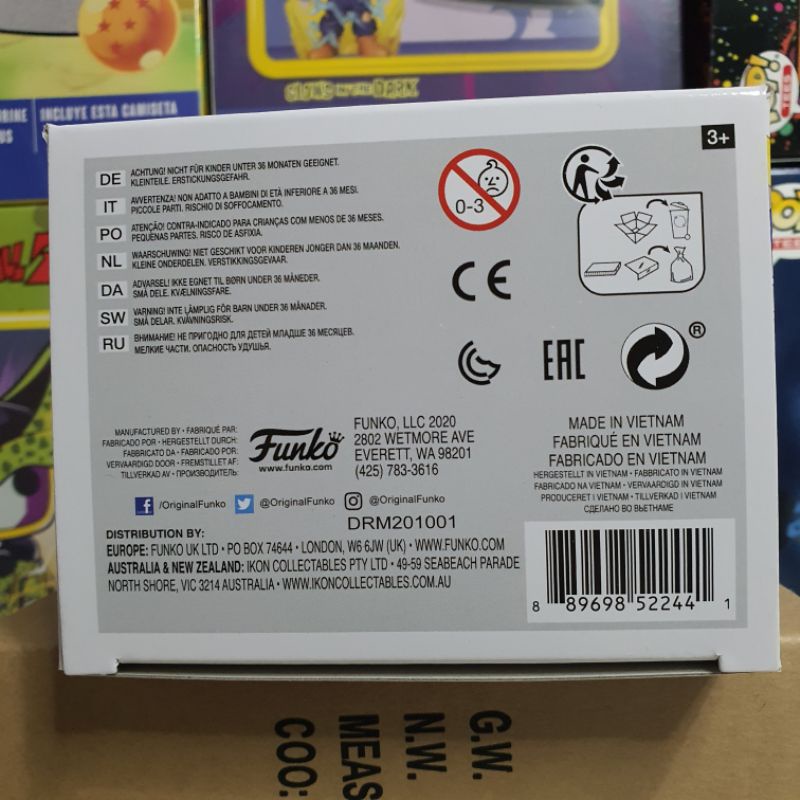 INCLUYE ESTA CAMISETA
GLOWS IN THE DARK
3+
DE ACHTUNG! NICHT FÜR KINDER UNTER 36 MONATEN GEEIGNET.
KLEINTEILE. ERSTICKUNGSGEFAHR.
IT AVVERTENZA! NON ADATTO A BAMBINI DI ETÀ INFERIORE A 36 MESI.
PICCOLE PARTI. RISCHIO DI SOFFOCAMENTO.
PO ATENÇÃO! CONTRA-INDICADO PARA CRIANÇAS COM MENOS DE 36 MESES.
PEQUENAS PARTES. RISCO DE ASFIXIA.
NL WAARSCHUWING! NIET GESCHIKT VOOR KINDEREN JONGER DAN 36 MAANDEN.
KLEINE ONDERDELEN. VERSTIKKINGSGEVAAR.
DA ADVARSEL! IKKE EGNET TIL BØRN UNDER 36 MÅNEDER.
SMÅ DELE. KVÆLNINGSFARE.
SW VARNING! INTE LÄMPLIG FÖR BARN UNDER 36 MÅNADER.
SMÅ DELAR. KVÄVNINGSRISK.
RU ВНИМАНИЕ! НЕ ПРИГОДНО ДЛЯ ДЕТЕЙ МЛАДШЕ 36 МЕСЯЦЕВ.
МЕЛКИЕ ЧАСТИ. ОПАСНОСТЬ УДУШЬЯ.
0-3
CE
EAC
®
MANUFACTURED BY • FABRIQUÉ PAR:
FABRICADO POR • HERGESTELLT DURCH:
FABBRICATO DA • FABRICADO POR:
VERVAARDIGD DOOR • FREMSTILLET AF:
TILLVERKAD AV • ПРОИЗВОДИТЕЛЬ:
Funko
www.funko.com
FUNKO, LLC 2020
2802 WETMORE AVE
EVERETT, WA 98201
(425) 783-3616
/OriginalFunko @OriginalFunko @OriginalFunko
DRM201001
MADE IN VIETNAM
FABRIQUÉ EN VIETNAM
FABRICADO EN VIETNAM
HERGESTELLT IN VIETNAM • FABBRICATO IN VIETNAM
FABRICADO NA VIETNAM • VERVAARDIGD IN VIETNAM
PRODUCERET I VIETNAM • TILLVERKAD I VIETNAM
СДЕЛАНО ВО ВЬЕТНАМЕ
DISTRIBUTION BY:
EUROPE: FUNKO UK LTD • PO BOX 74644 • LONDON, W6 6JW (UK) • WWW.FUNKO.COM
AUSTRALIA & NEW ZEALAND: IKON COLLECTABLES PTY LTD • 49-59 SEABEACH PARADE
NORTH SHORE, VIC 3214 AUSTRALIA • WWW.IKONCOLLECTABLES.COM.AU
8 89698 52244 1
G.W.
N.W.
MEAS
COO: